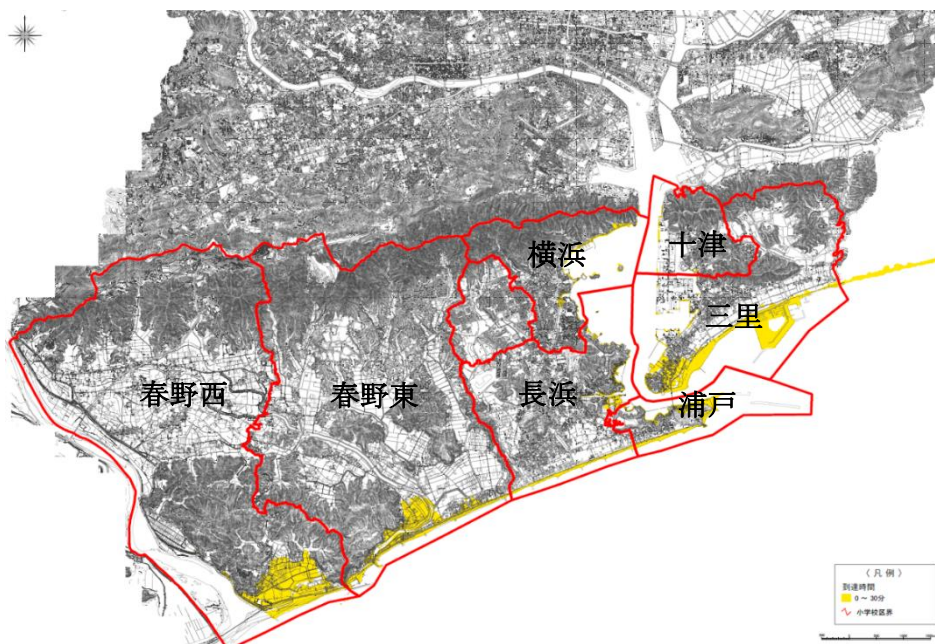 横浜
十津
三里
春野西
春野東
長浜
浦戸
〈 凡 例 〉
到達時間
0 ～ 30分
小学校区界